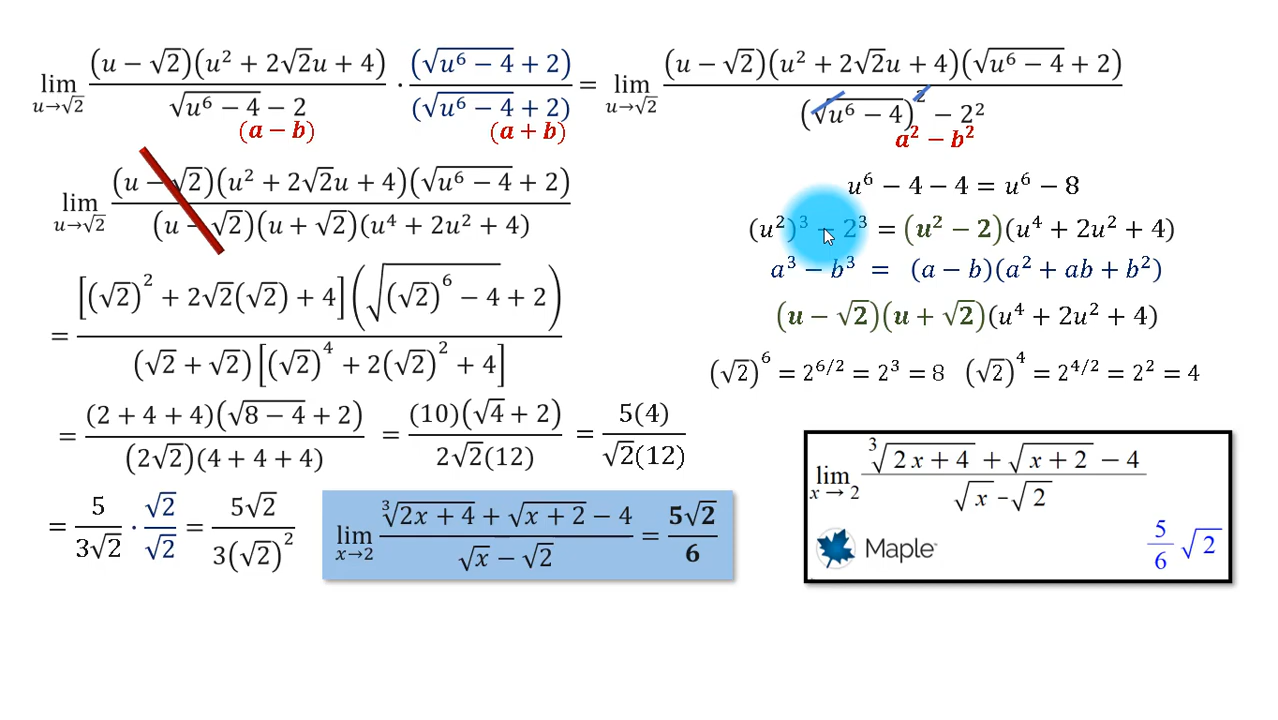 lim u→√2 (u − √2)(u² + 2√2u + 4) / (√(u⁶ − 4) − 2) · (√(u⁶ − 4) + 2) / (√(u⁶ − 4) + 2) = lim u→√2 (u − √2)(u² + 2√2u + 4)(√(u⁶ − 4) + 2) / ((√(u⁶ − 4))² − 2²)
(a − b) (a + b) a² − b²
lim u→√2 (u − √2)(u² + 2√2u + 4)(√(u⁶ − 4) + 2) / (u − √2)(u + √2)(u⁴ + 2u² + 4)
= [(√2)² + 2√2(√2) + 4](√((√2)⁶ − 4) + 2) / (√2 + √2)[(√2)⁴ + 2(√2)² + 4]
= (2 + 4 + 4)(√(8 − 4) + 2) / (2√2)(4 + 4 + 4) = (10)(√4 + 2) / 2√2(12) = 5(4) / √2(12)
= 5 / 3√2 · √2 / √2 = 5√2 / 3(√2)²
lim x→2 (∛(2x + 4) + √(x + 2) − 4) / (√x − √2) = 5√2 / 6
u⁶ − 4 − 4 = u⁶ − 8
(u²)³ − 2³ = (u² − 2)(u⁴ + 2u² + 4)
a³ − b³ = (a − b)(a² + ab + b²)
(u − √2)(u + √2)(u⁴ + 2u² + 4)
(√2)⁶ = 2^(6/2) = 2³ = 8 (√2)⁴ = 2^(4/2) = 2² = 4
lim x→2 (∛(2x + 4) + √(x + 2) − 4) / (√x − √2)
Maple™
5/6 √2